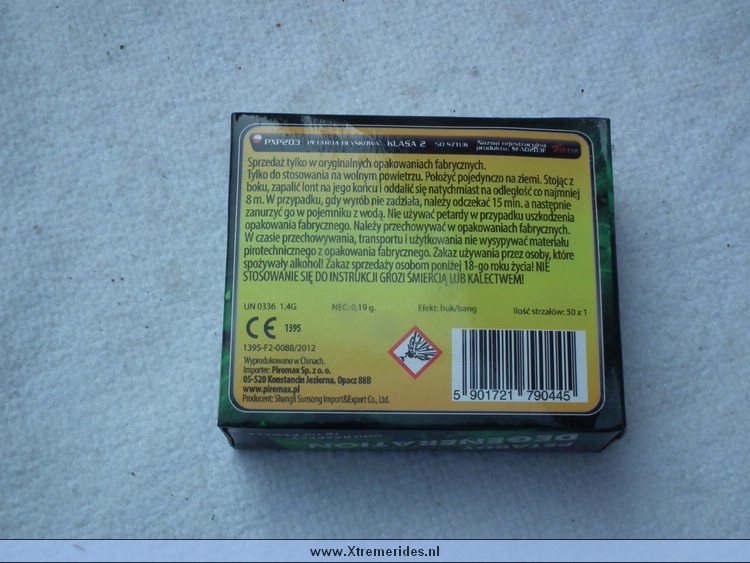 PXP203 PETARDA BŁYSKOWA KLASA 2 50 SZTUK Nazwa rejestracyjna
produktu: SFA0203F
Sprzedaż tylko w oryginalnych opakowaniach fabrycznych.
Tylko do stosowania na wolnym powietrzu. Położyć pojedynczo na ziemi. Stojąc z
boku, zapalić lont na jego końcu i oddalić się natychmiast na odległość co najmniej
8 m. W przypadku, gdy wyrób nie zadziała, należy odczekać 15 min. a następnie
zanurzyć go w pojemniku z wodą. Nie używać petardy w przypadku uszkodzenia
opakowania fabrycznego. Należy przechowywać w opakowaniach fabrycznych.
W czasie przechowywania, transportu i użytkowania nie wysypywać materiału
pirotechnicznego z opakowania fabrycznego. Zakaz używania przez osoby, które
spożywały alkohol! Zakaz sprzedaży osobom poniżej 18-go roku życia! NIE
STOSOWANIE SIĘ DO INSTRUKCJI GROZI ŚMIERCIĄ LUB KALECTWEM!
UN 0336 1.4G NEC: 0,19 g. Efekt: huk/bang Ilość strzałów: 50 x 1
CE 1395
1395-F2-0088/2012
Wyprodukowano w Chinach.
Importer: Piromax Sp. z o. o.
05-520 Konstancin Jeziorna, Opacz 88B
www.piromax.pl
Producent: Shangli Sunsong Import&Export Co., Ltd.
5 901721 790445
DEGENERATION
www.Xtremerides.nl